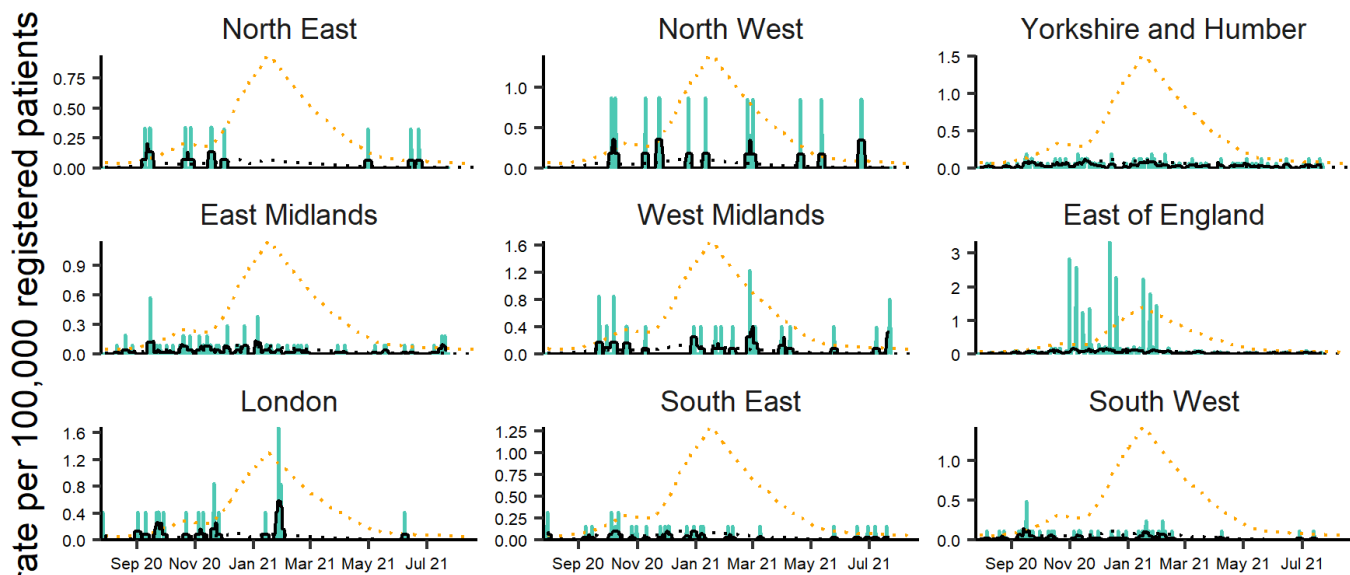 rate per 100,000 registered patients
North East
0.75
0.50
0.25
0.00
North West
1.0
0.5
0.0
Yorkshire and Humber
1.5
1.0
0.5
0.0
East Midlands
0.9
0.6
0.3
0.0
West Midlands
1.6
1.2
0.8
0.4
0.0
East of England
3
2
1
0
London
1.6
1.2
0.8
0.4
0.0
Sep 20 Nov 20 Jan 21 Mar 21 May 21 Jul 21
South East
1.25
1.00
0.75
0.50
0.25
0.00
Sep 20 Nov 20 Jan 21 Mar 21 May 21 Jul 21
South West
1.0
0.5
0.0
Sep 20 Nov 20 Jan 21 Mar 21 May 21 Jul 21